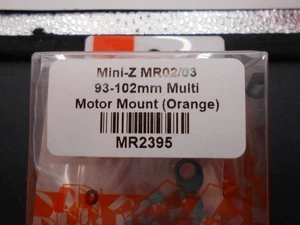 Mini-Z MR02/03
93-102mm Multi
Motor Mount (Orange)
MR2395